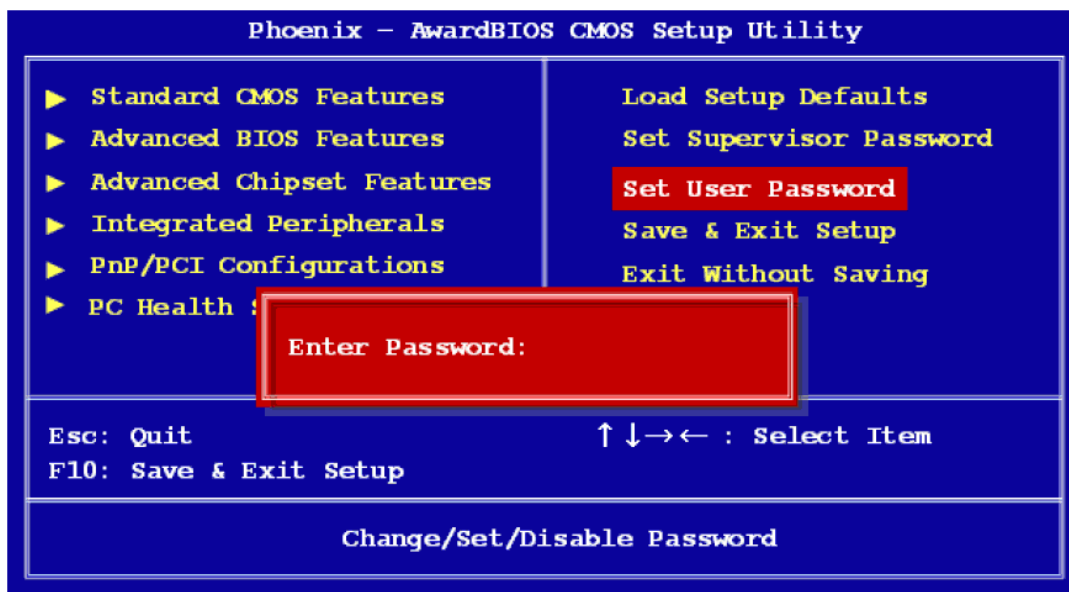 Phoenix – AwardBIOS CMOS Setup Utility
▶ Standard CMOS Features
▶ Advanced BIOS Features
▶ Advanced Chipset Features
▶ Integrated Peripherals
▶ PnP/PCI Configurations
▶ PC Health
Load Setup Defaults
Set Supervisor Password
Set User Password
Save & Exit Setup
Exit Without Saving
Enter Password:
Esc: Quit
F10: Save & Exit Setup
↑↓→← : Select Item
Change/Set/Disable Password